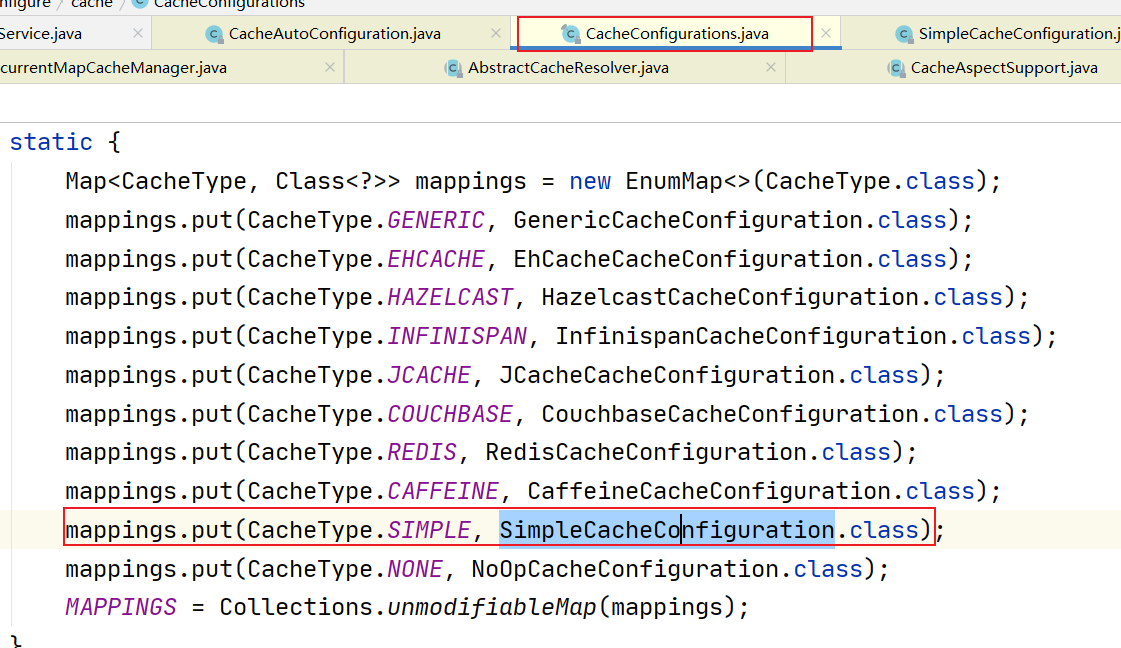 nfigure / cache / CacheConfigurations
Service.java CacheAutoConfiguration.java CacheConfigurations.java SimpleCacheConfiguration.j
currentMapCacheManager.java AbstractCacheResolver.java CacheAspectSupport.java
static {
Map<CacheType, Class<?>> mappings = new EnumMap<>(CacheType.class);
mappings.put(CacheType.GENERIC, GenericCacheConfiguration.class);
mappings.put(CacheType.EHCACHE, EhCacheCacheConfiguration.class);
mappings.put(CacheType.HAZELCAST, HazelcastCacheConfiguration.class);
mappings.put(CacheType.INFINISPAN, InfinispanCacheConfiguration.class);
mappings.put(CacheType.JCACHE, JCacheCacheConfiguration.class);
mappings.put(CacheType.COUCHBASE, CouchbaseCacheConfiguration.class);
mappings.put(CacheType.REDIS, RedisCacheConfiguration.class);
mappings.put(CacheType.CAFFEINE, CaffeineCacheConfiguration.class);
mappings.put(CacheType.SIMPLE, SimpleCacheConfiguration.class);
mappings.put(CacheType.NONE, NoOpCacheConfiguration.class);
MAPPINGS = Collections.unmodifiableMap(mappings);
}